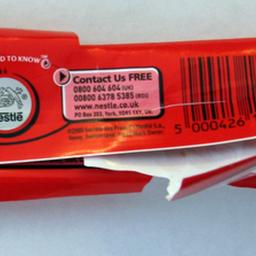 D TO KNOW
Contact Us FREE
0800 604 604 (UK)
00800 6378 5385 (ROI)
www.nestle.co.uk
PO Box 203, York, YO91 1XY, UK.
Nestlé
5 000426